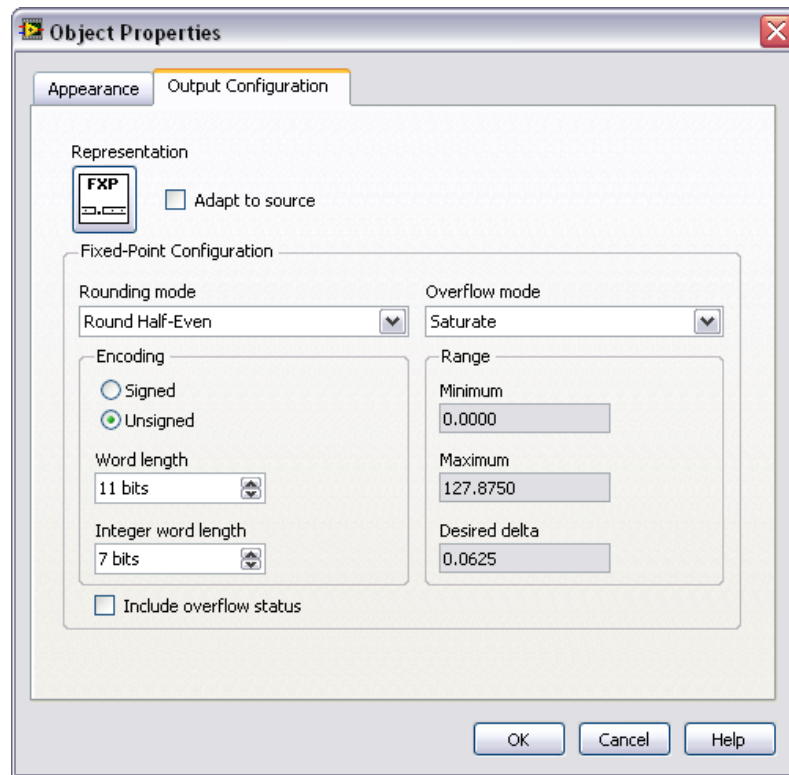 Object Properties
Appearance
Output Configuration
Representation
FXP
Adapt to source
Fixed-Point Configuration
Rounding mode
Overflow mode
Round Half-Even
Saturate
Encoding
Range
Signed
Minimum
Unsigned
0.0000
Word length
Maximum
11 bits
127.8750
Integer word length
Desired delta
7 bits
0.0625
Include overflow status
OK
Cancel
Help